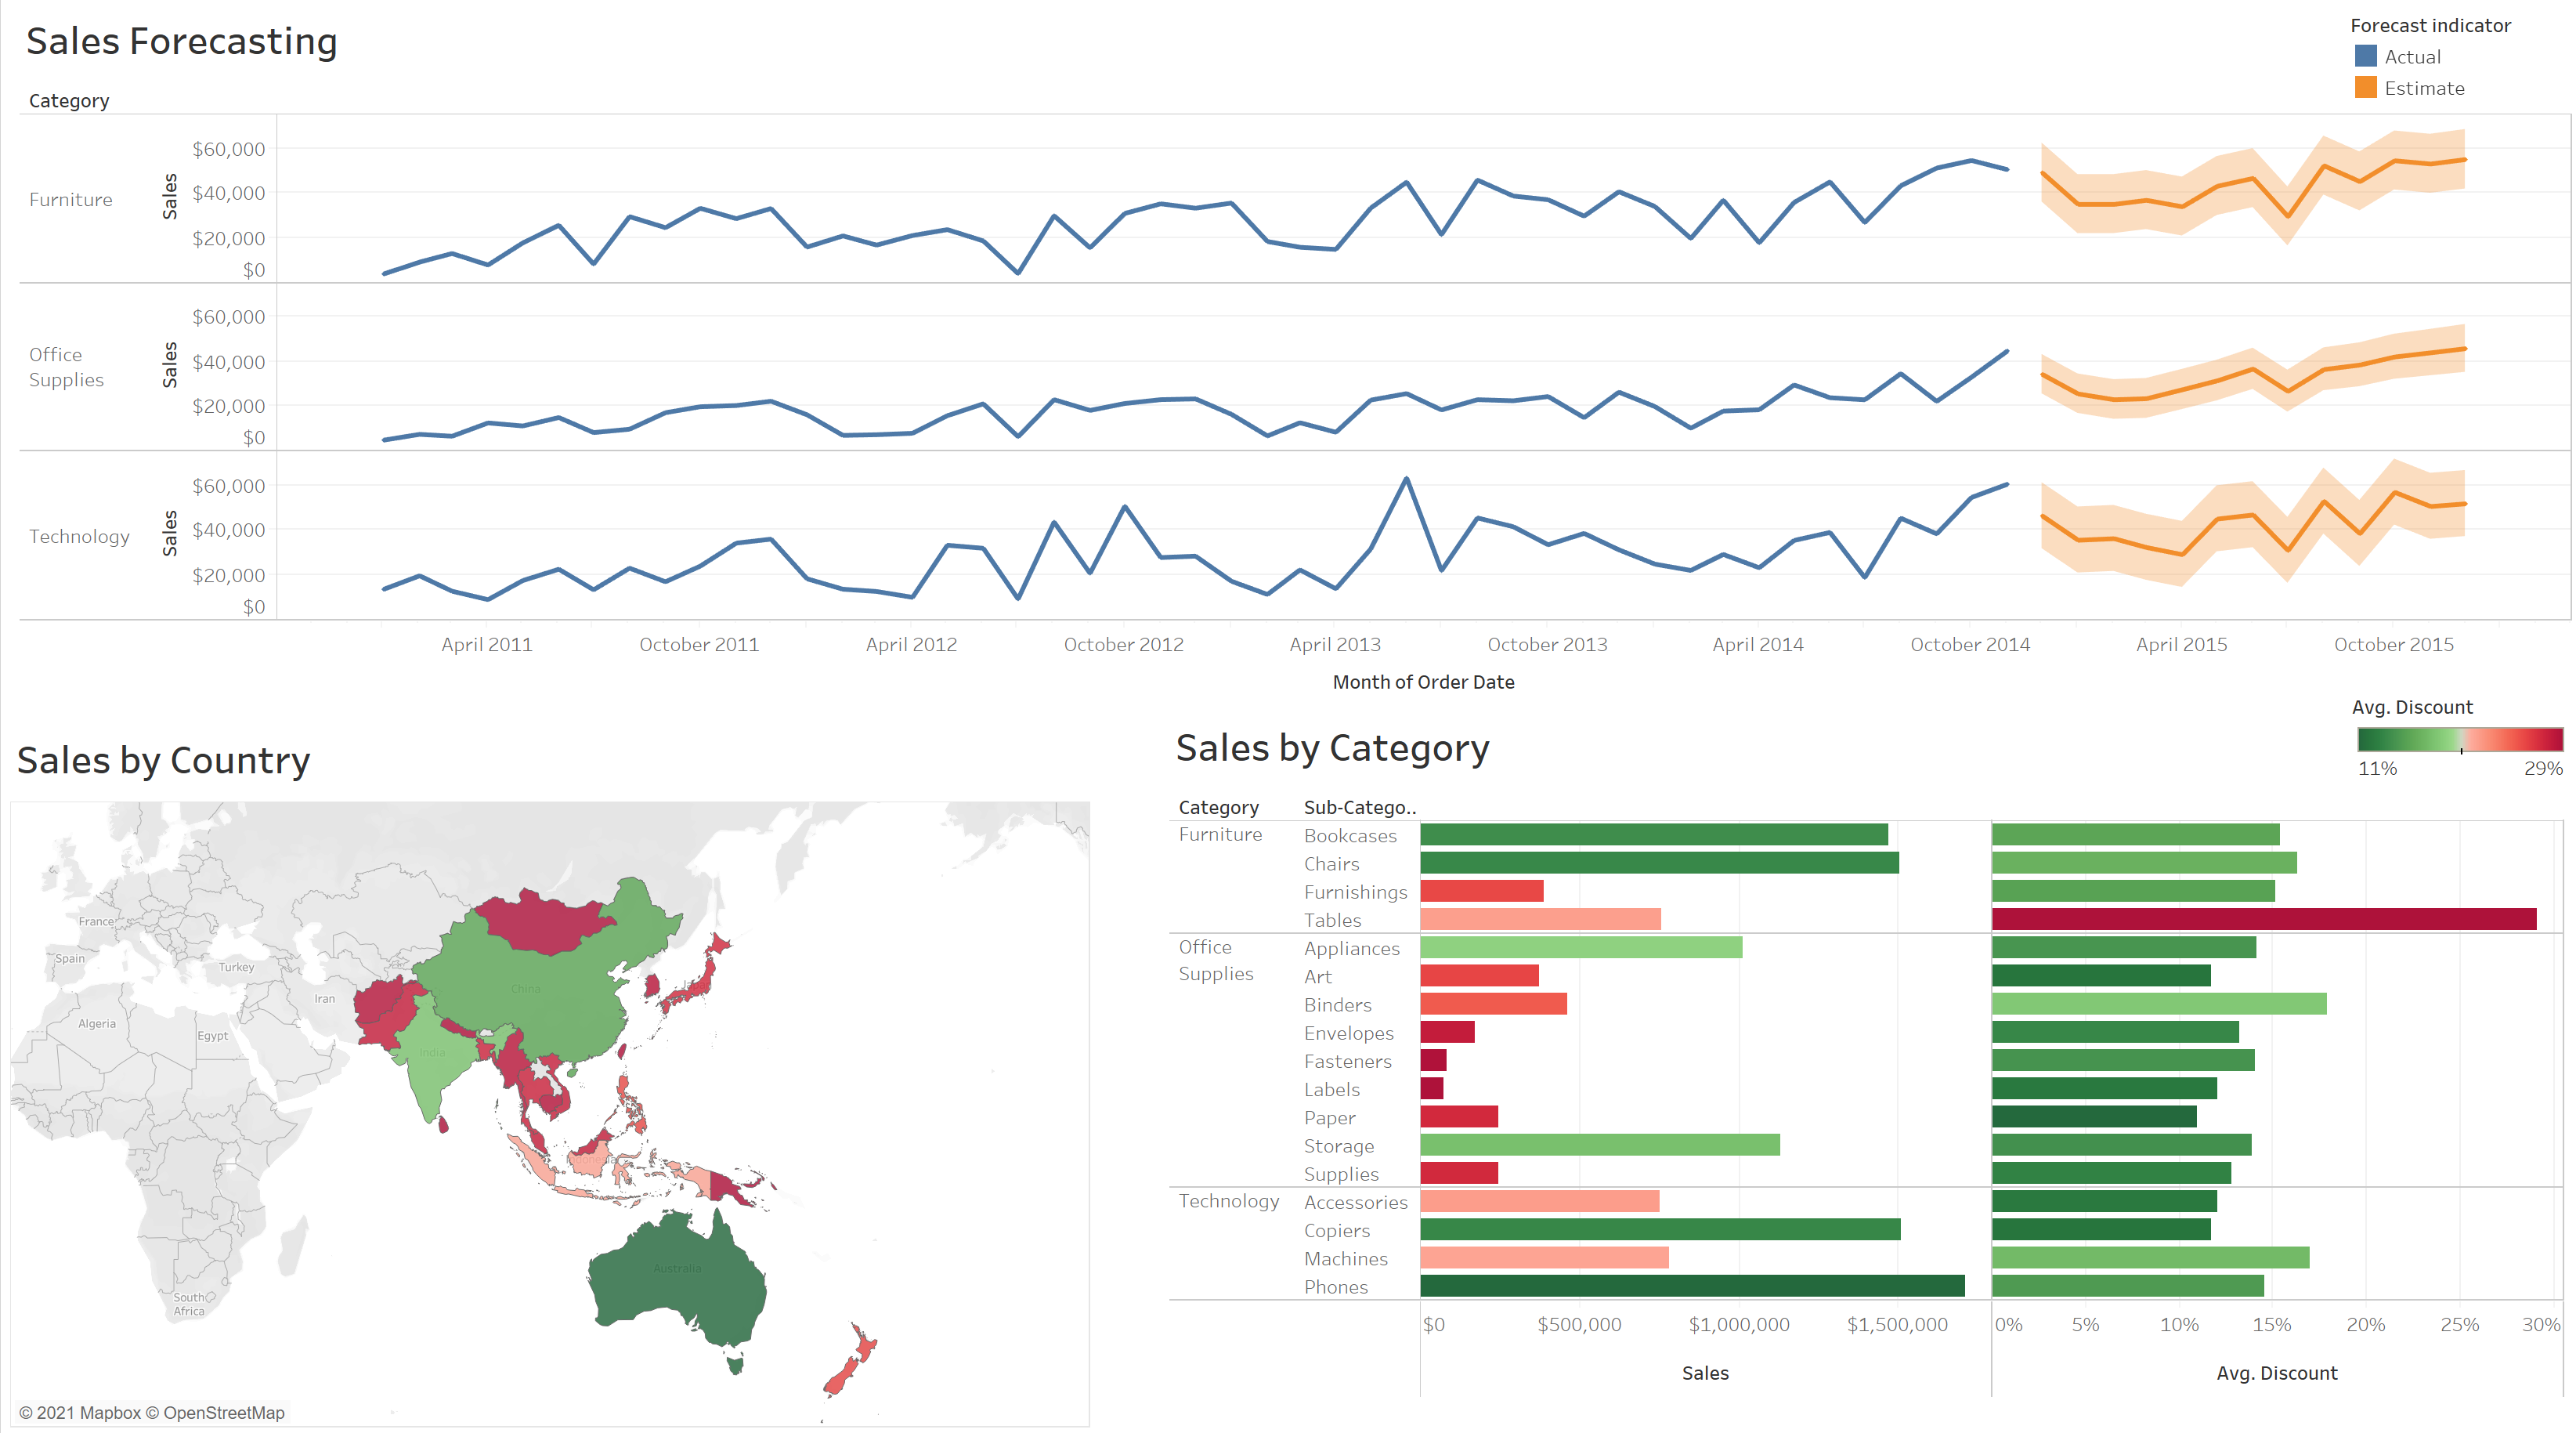 Sales Forecasting
Forecast indicator
Actual
Estimate
Category
Furniture
Sales
$60,000
$40,000
$20,000
$0
Office
Supplies
Sales
$60,000
$40,000
$20,000
$0
Technology
Sales
$60,000
$40,000
$20,000
$0
April 2011
October 2011
April 2012
October 2012
April 2013
October 2013
April 2014
October 2014
April 2015
October 2015
Month of Order Date
Sales by Country
France
Spain
Turkey
Iran
Algeria
Egypt
China
India
Australia
South
Africa
© 2021 Mapbox © OpenStreetMap
Sales by Category
Avg. Discount
11%
29%
Category Sub-Catego..
Furniture Bookcases
Chairs
Furnishings
Tables
Office
Supplies
Appliances
Art
Binders
Envelopes
Fasteners
Labels
Paper
Storage
Supplies
Technology Accessories
Copiers
Machines
Phones
$0 $500,000 $1,000,000 $1,500,000
Sales
0% 5% 10% 15% 20% 25% 30%
Avg. Discount